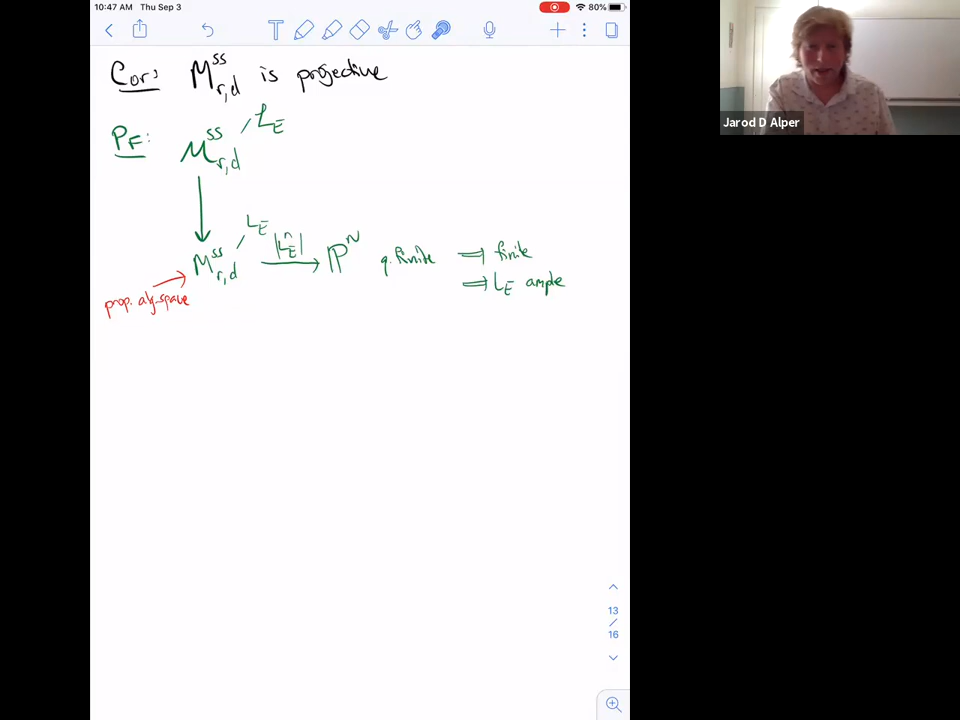 10:47 AM Thu Sep 3
80%
Jarod D Alper
Cor: M^ss_r,d is projective
Pf: 𝓜^ss_r,d / 𝓛_E
M^ss_r,d / L_E |L_E^n| → ℙ^N q. finite ⟹ finite
⟹ L_E ample
prop. alg-space
13
/
16